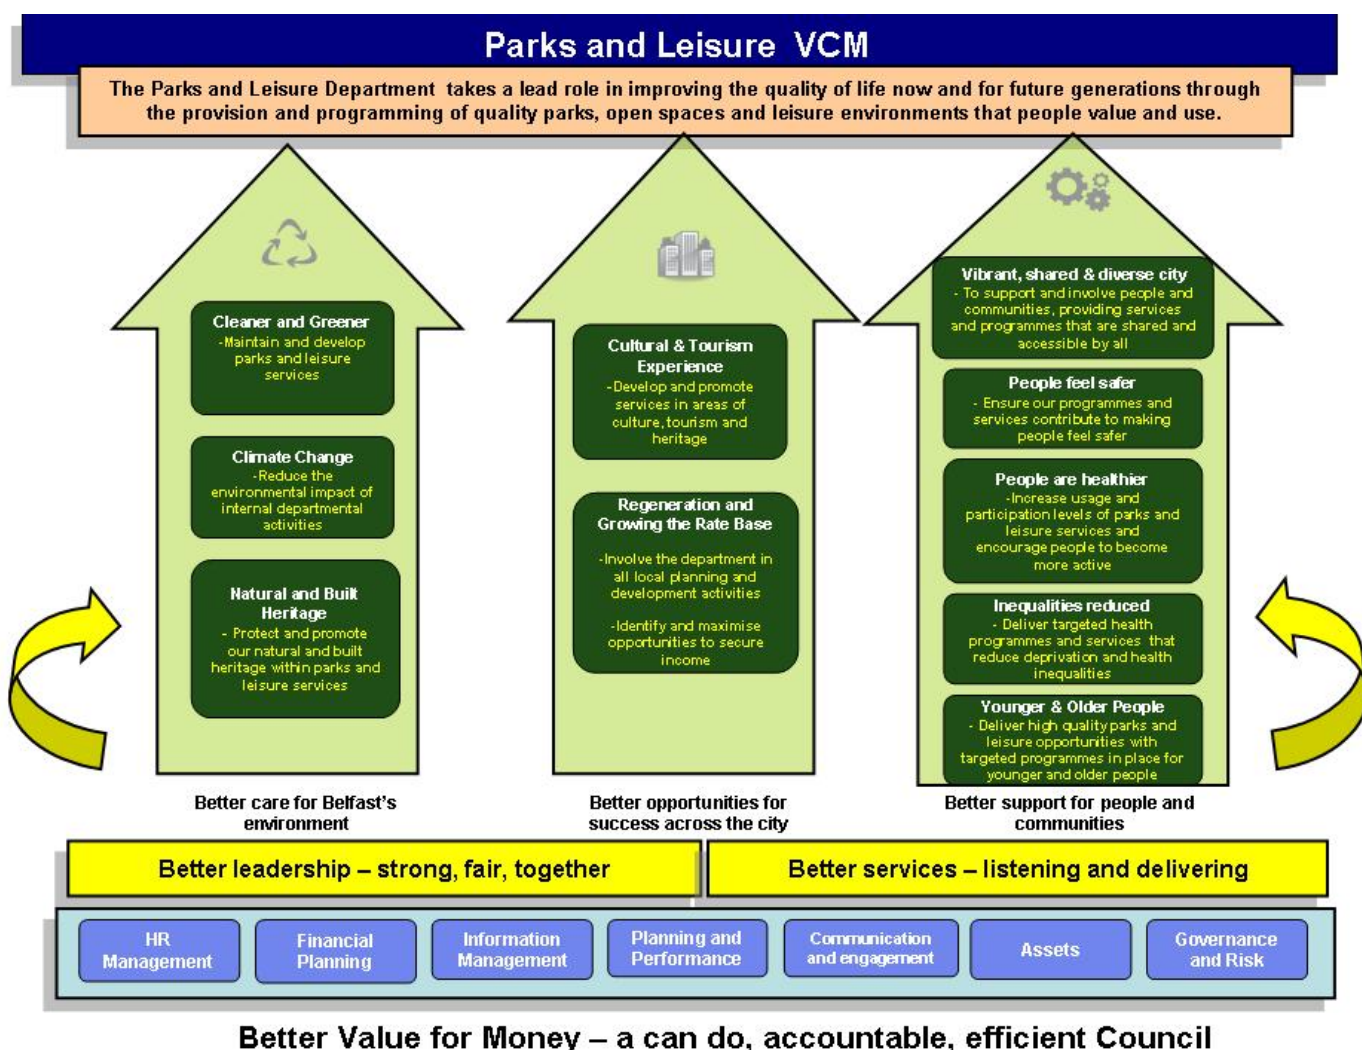 Parks and Leisure VCM
The Parks and Leisure Department takes a lead role in improving the quality of life now and for future generations through
the provision and programming of quality parks, open spaces and leisure environments that people value and use.
Cleaner and Greener
-Maintain and develop
parks and leisure
services
Climate Change
-Reduce the
environmental impact of
internal departmental
activities
Natural and Built
Heritage
- Protect and promote
our natural and built
heritage within parks and
leisure services
Better care for Belfast's
environment
Cultural & Tourism
Experience
-Develop and promote
services in areas of
culture, tourism and
heritage
Regeneration and
Growing the Rate Base
-Involve the department in
all local planning and
development activities
-Identify and maximise
opportunities to secure
income
Better opportunities for
success across the city
Vibrant, shared & diverse city
- To support and involve people and
communities, providing services
and programmes that are shared and
accessible by all
People feel safer
- Ensure our programmes and
services contribute to making
people feel safer
People are healthier
-Increase usage and
participation levels of parks and
leisure services and
encourage people to become
more active
Inequalities reduced
- Deliver targeted health
programmes and services that
reduce deprivation and health
inequalities
Younger & Older People
- Deliver high quality parks and
leisure opportunities with
targeted programmes in place for
younger and older people
Better support for people and
communities
Better leadership – strong, fair, together
Better services – listening and delivering
HR
Management
Financial
Planning
Information
Management
Planning and
Performance
Communication
and engagement
Assets
Governance
and Risk
Better Value for Money – a can do, accountable, efficient Council